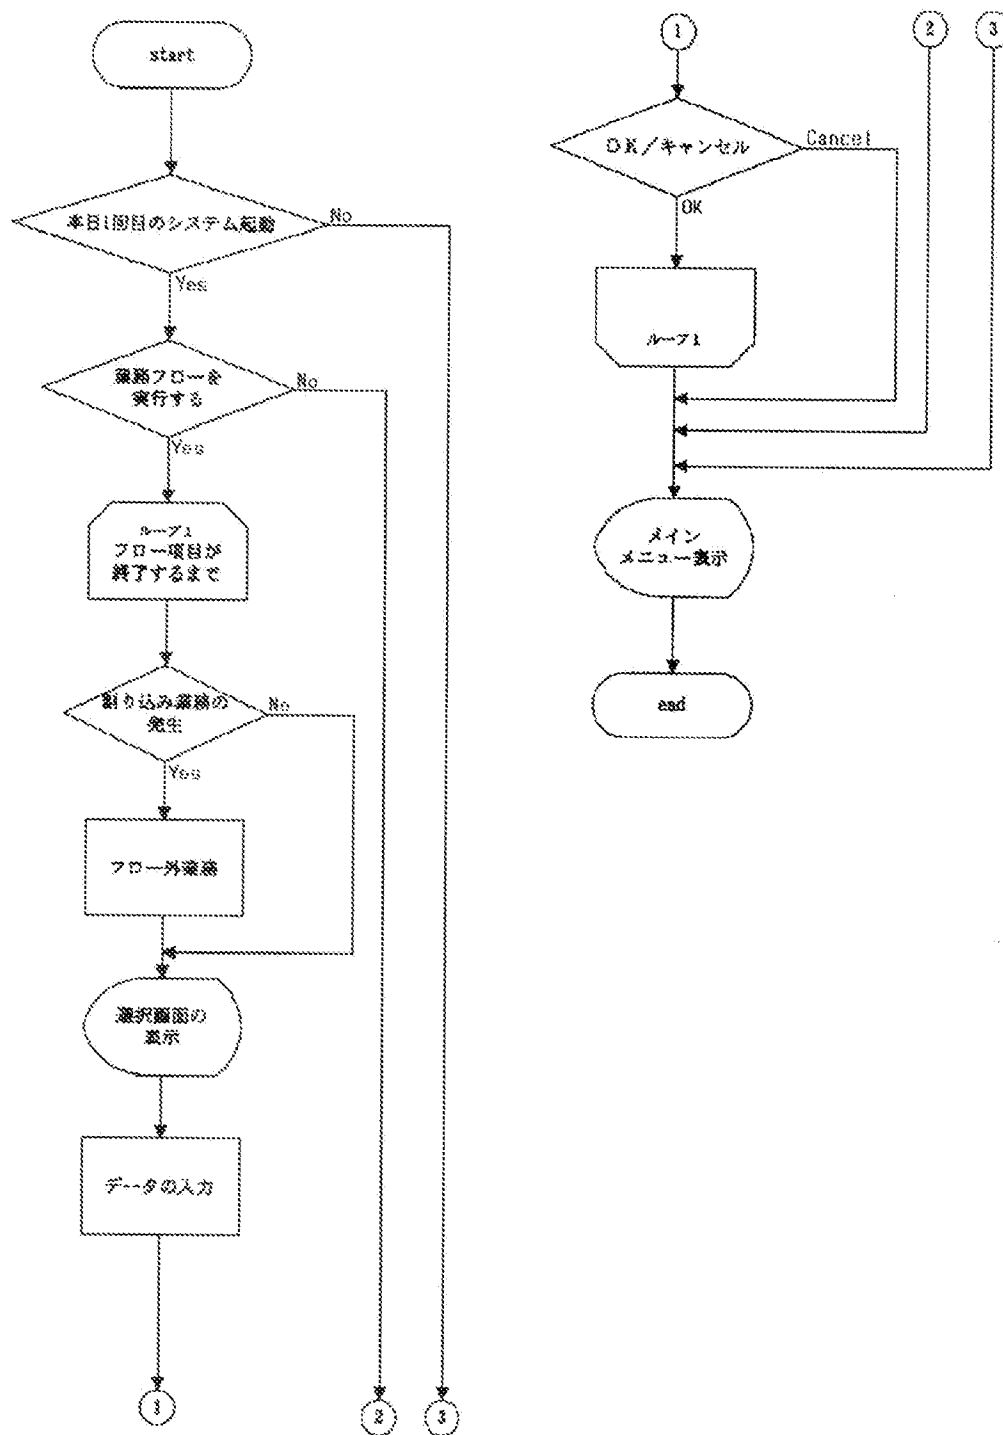 start
本日1回目のシステム起動
No
Yes
業務フローを
実行する
No
Yes
ループ1
フロー項目が
終了するまで
割り込み業務の
発生
No
Yes
フロー外業務
選択画面の
表示
データの入力
1
2
3
1
2
3
OK/キャンセル
Cancel
OK
ループ1
メイン
メニュー表示
end